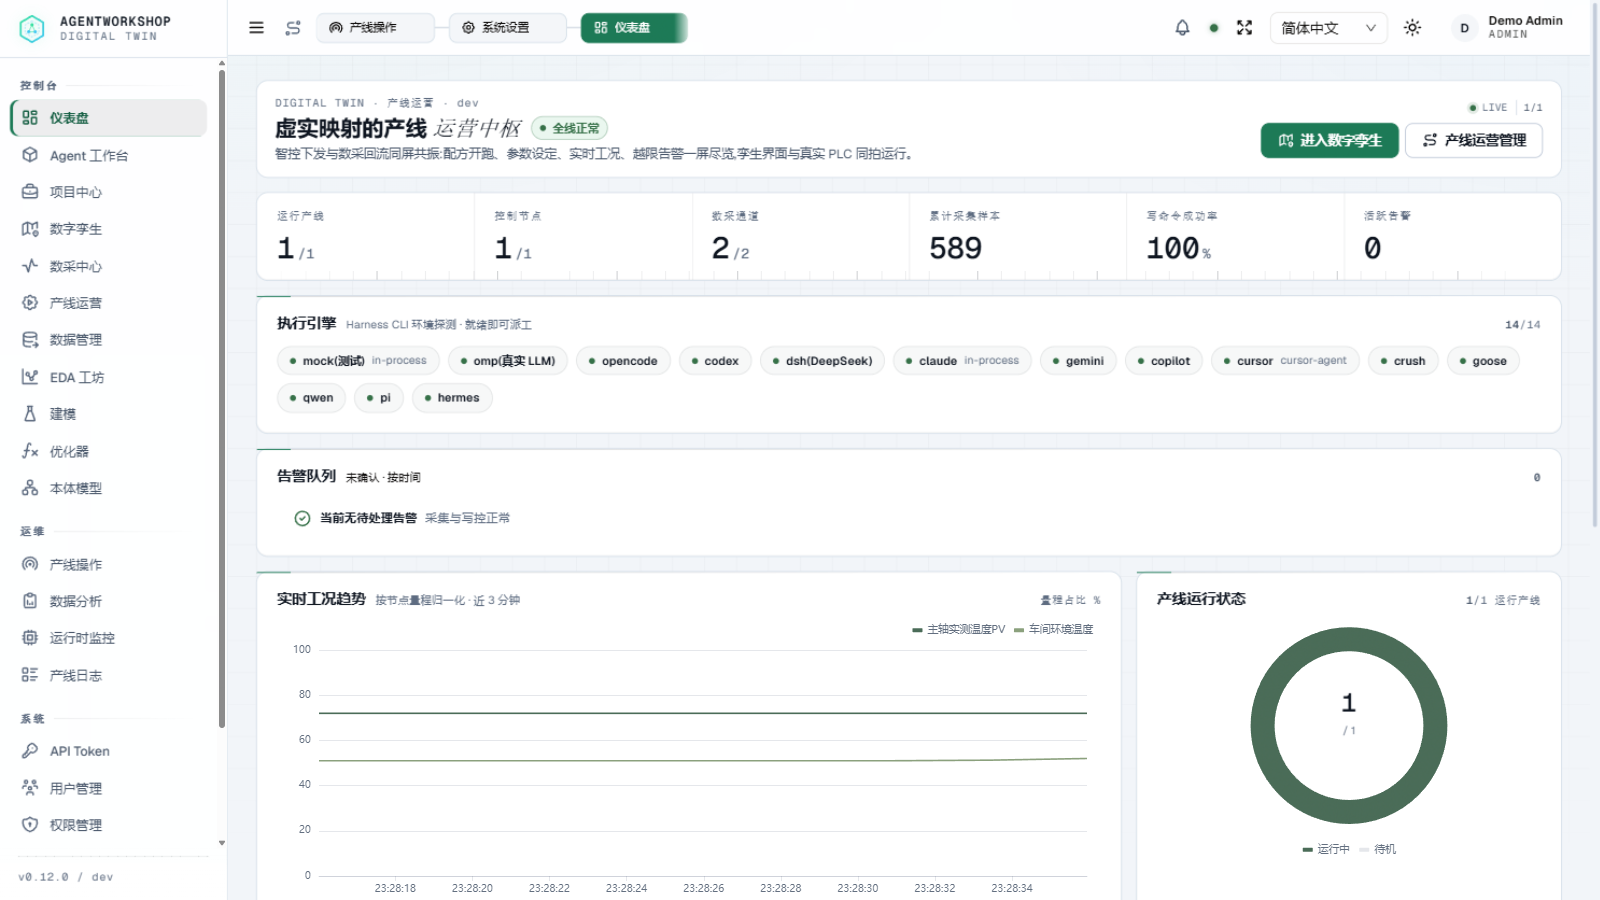 AGENTWORKSHOP
DIGITAL TWIN
产线操作
系统设置
仪表盘
简体中文
D
Demo Admin
ADMIN
控制台
仪表盘
Agent 工作台
项目中心
数字孪生
数采中心
产线运营
数据管理
EDA 工坊
建模
优化器
本体模型
运维
产线操作
数据分析
运行时监控
产线日志
系统
API Token
用户管理
权限管理
v0.12.0 / dev
DIGITAL TWIN · 产线运营 · dev
虚实映射的产线 运营中枢 全线正常
智控下发与数采回流同屏共振:配方开跑、参数设定、实时工况、越限告警一屏尽览,孪生界面与真实 PLC 同拍运行。
LIVE 1/1
进入数字孪生
产线运营管理
运行产线
1/1
控制节点
1/1
数采通道
2/2
累计采集样本
589
写命令成功率
100%
活跃告警
0
执行引擎 Harness CLI 环境探测 · 就绪即可派工
14/14
mock(测试) in-process
omp(真实 LLM)
opencode
codex
dsh(DeepSeek)
claude in-process
gemini
copilot
cursor cursor-agent
crush
goose
qwen
pi
hermes
告警队列 未确认 · 按时间
0
当前无待处理告警 采集与写控正常
实时工况趋势 按节点量程归一化 · 近 3 分钟
量程占比 %
主轴实测温度PV
车间环境温度
100
80
60
40
20
0
23:28:18
23:28:20
23:28:22
23:28:24
23:28:26
23:28:28
23:28:30
23:28:32
23:28:34
产线运行状态
1/1 运行产线
1
/ 1
运行中
待机